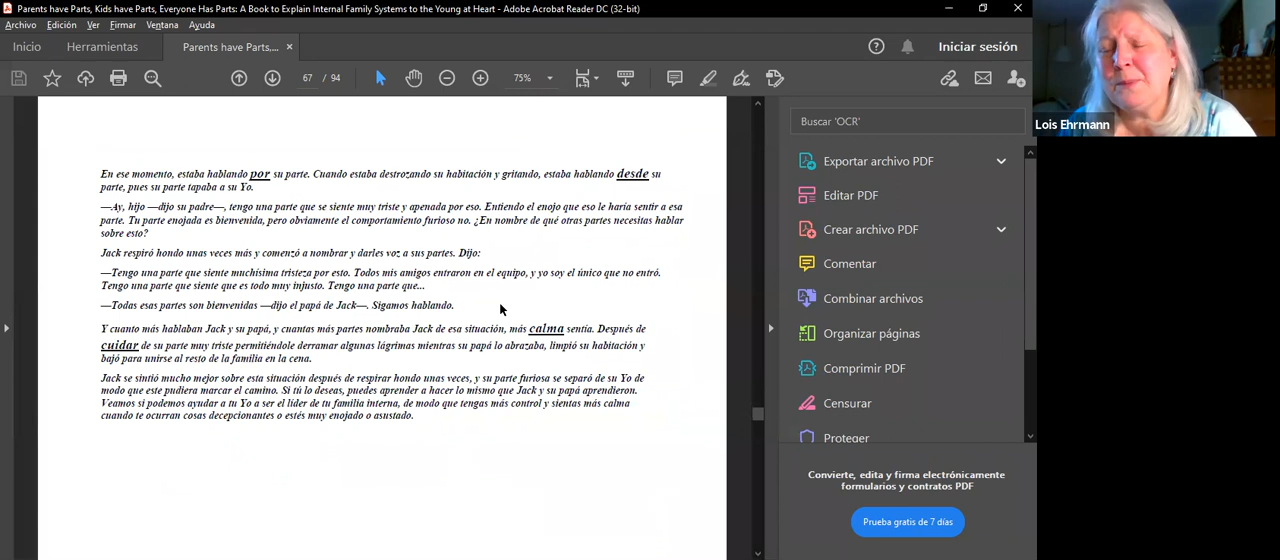 Parents have Parts, Kids have Parts, Everyone Has Parts: A Book to Explain Internal Family Systems to the Young at Heart - Adobe Acrobat Reader DC (32-bit)
Archivo Edición Ver Firmar Ventana Ayuda
Inicio Herramientas Parents have Parts,... × Iniciar sesión
67 / 94 75%
Lois Ehrmann
En ese momento, estaba hablando por su parte. Cuando estaba destrozando su habitación y gritando, estaba hablando desde su
parte, pues su parte tapaba a su Yo.
—Ay, hijo —dijo su padre—, tengo una parte que se siente muy triste y apenada por eso. Entiendo el enojo que eso le haría sentir a esa
parte. Tu parte enojada es bienvenida, pero obviamente el comportamiento furioso no. ¿En nombre de qué otras partes necesitas hablar
sobre esto?
Jack respiró hondo unas veces más y comenzó a nombrar y darles voz a sus partes. Dijo:
—Tengo una parte que siente muchísima tristeza por esto. Todos mis amigos entraron en el equipo, y yo soy el único que no entró.
Tengo una parte que siente que es todo muy injusto. Tengo una parte que...
—Todas esas partes son bienvenidas —dijo el papá de Jack—, Sigamos hablando.
Y cuanto más hablaban Jack y su papá, y cuantas más partes nombraba Jack de esa situación, más calma sentía. Después de
cuidar de su parte muy triste permitiéndole derramar algunas lágrimas mientras su papá lo abrazaba, limpió su habitación y
bajó para unirse al resto de la familia en la cena.
Jack se sintió mucho mejor sobre esta situación después de respirar hondo unas veces, y su parte furiosa se separó de su Yo de
modo que este pudiera marcar el camino. Si tú lo deseas, puedes aprender a hacer lo mismo que Jack y su papá aprendieron.
Veamos si podemos ayudar a tu Yo a ser el líder de tu familia interna, de modo que tengas más control y sientas más calma
cuando te ocurran cosas decepcionantes o estés muy enojado o asustado.
Buscar 'OCR'
Exportar archivo PDF
Editar PDF
Crear archivo PDF
Comentar
Combinar archivos
Organizar páginas
Comprimir PDF
Censurar
Proteger
Convierte, edita y firma electrónicamente
formularios y contratos PDF
Prueba gratis de 7 días